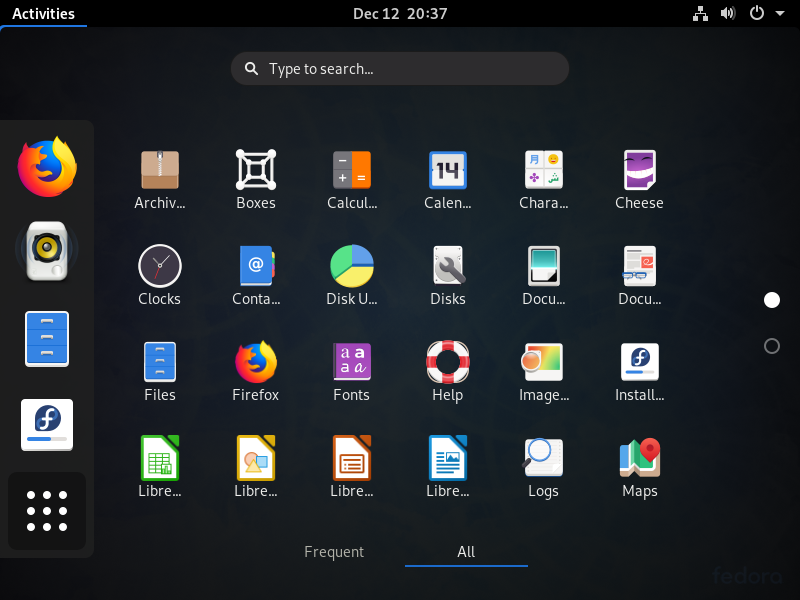 Activities
Dec 12 20:37
Type to search...
Archiv...
Boxes
Calcul...
14
Calen...
Chara...
Cheese
Clocks
Conta...
Disk U...
Disks
Docu...
Docu...
Files
Firefox
a a
a a
Fonts
Help
Image...
Install...
Libre...
Libre...
Libre...
Libre...
Logs
Maps
Frequent
All
fedora